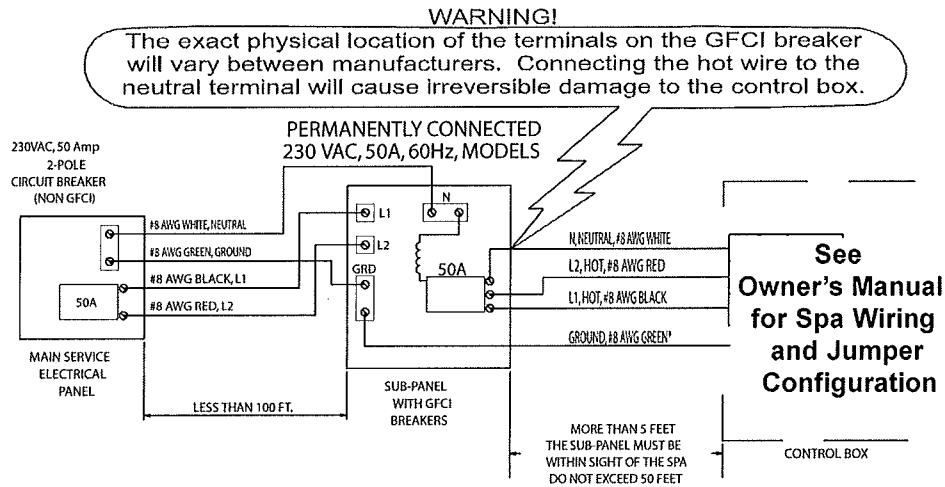 WARNING!
The exact physical location of the terminals on the GFCI breaker
will vary between manufacturers. Connecting the hot wire to the
neutral terminal will cause irreversible damage to the control box.
PERMANENTLY CONNECTED
230 VAC, 50A, 60Hz, MODELS
230VAC, 50 Amp
2-POLE
CIRCUIT BREAKER
(NON GFCI)
#8 AWG WHITE, NEUTRAL
#8 AWG GREEN, GROUND
#8 AWG BLACK, L1
#8 AWG RED, L2
50A
MAIN SERVICE
ELECTRICAL
PANEL
LESS THAN 100 FT.
N
L1
L2
GRD
50A
SUB-PANEL
WITH GFCI
BREAKERS
N, NEUTRAL, #8 AWG WHITE
L2, HOT, #8 AWG RED
L1, HOT, #8 AWG BLACK
GROUND, #8 AWG GREEN*
MORE THAN 5 FEET
THE SUB-PANEL MUST BE
WITHIN SIGHT OF THE SPA
DO NOT EXCEED 50 FEET
See
Owner's Manual
for Spa Wiring
and Jumper
Configuration
CONTROL BOX